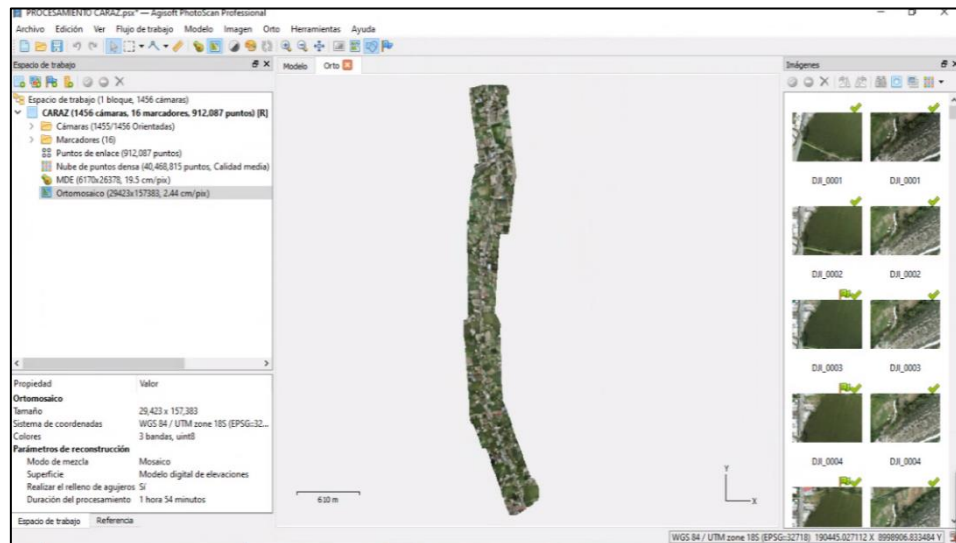 PROCESAMIENTO CARAZ.psx* — Agisoft PhotoScan Professional
Archivo Edición Ver Flujo de trabajo Modelo Imagen Orto Herramientas Ayuda
Espacio de trabajo
Modelo Orto
Imágenes
Espacio de trabajo (1 bloque, 1456 cámaras)
CARAZ (1456 cámaras, 16 marcadores, 912,087 puntos) [R]
Cámaras (1455/1456 Orientadas)
Marcadores (16)
Puntos de enlace (912,087 puntos)
Nube de puntos densa (40,468,815 puntos, Calidad media)
MDE (6170x26378, 19.5 cm/pix)
Ortomosaico (29423x157383, 2.44 cm/pix)
DJI_0001 DJI_0001
DJI_0002 DJI_0002
DJI_0003 DJI_0003
DJI_0004 DJI_0004
Propiedad Valor
Ortomosaico
Tamaño 29,423 x 157,383
Sistema de coordenadas WGS 84 / UTM zone 18S (EPSG::32...
Colores 3 bandas, uint8
Parámetros de reconstrucción
Modo de mezcla Mosaico
Superficie Modelo digital de elevaciones
Realizar el relleno de agujeros Sí
Duración del procesamiento 1 hora 54 minutos
610 m
Y
X
Espacio de trabajo Referencia
WGS 84 / UTM zone 18S (EPSG::32718) 190445.027112 X 8998906.833484 Y